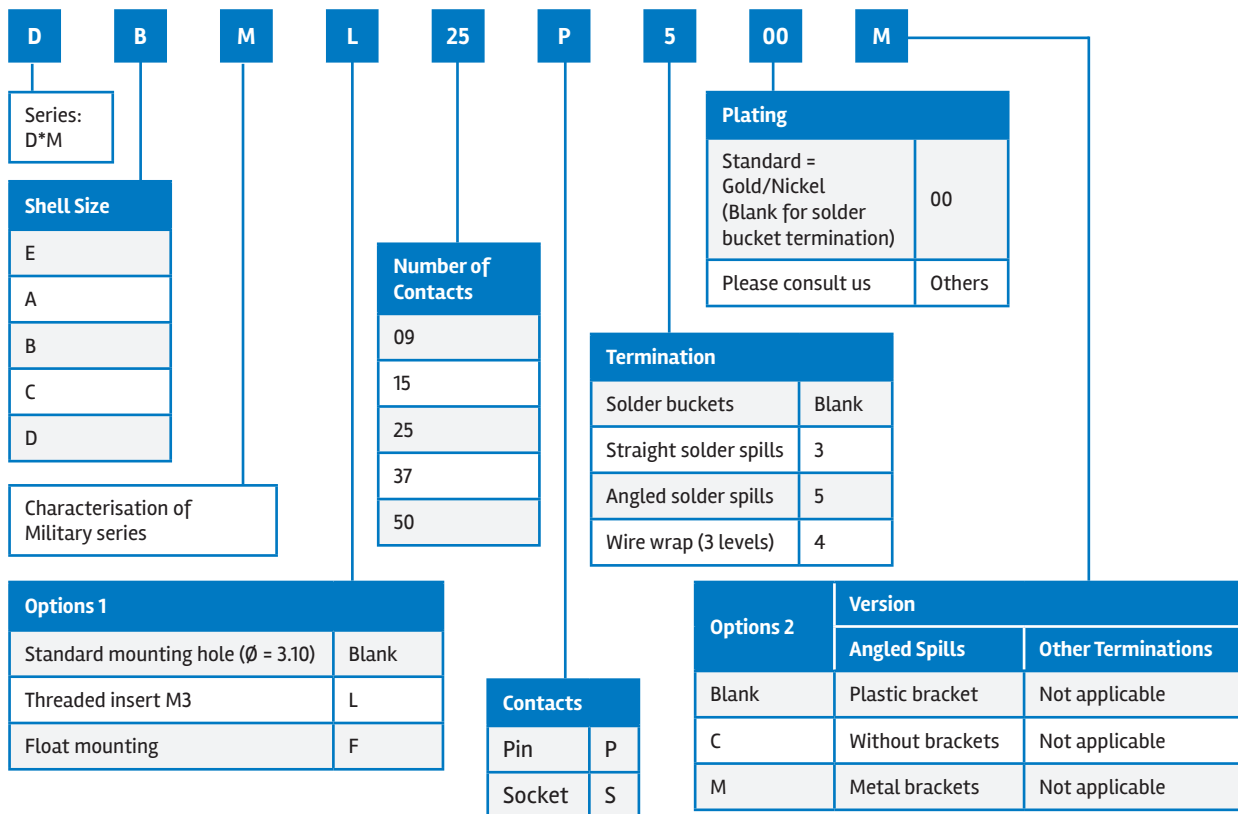 D B M L 25 P 5 00 M
Series:
D*M
Shell Size
E
A
B
C
D
Characterisation of
Military series
Options 1
Standard mounting hole (Ø = 3.10) Blank
Threaded insert M3 L
Float mounting F
Number of
Contacts
09
15
25
37
50
Contacts
Pin P
Socket S
Termination
Solder buckets Blank
Straight solder spills 3
Angled solder spills 5
Wire wrap (3 levels) 4
Plating
Standard =
Gold/Nickel
(Blank for solder
bucket termination)
00
Please consult us Others
Options 2
Version
Angled Spills Other Terminations
Blank Plastic bracket Not applicable
C Without brackets Not applicable
M Metal brackets Not applicable